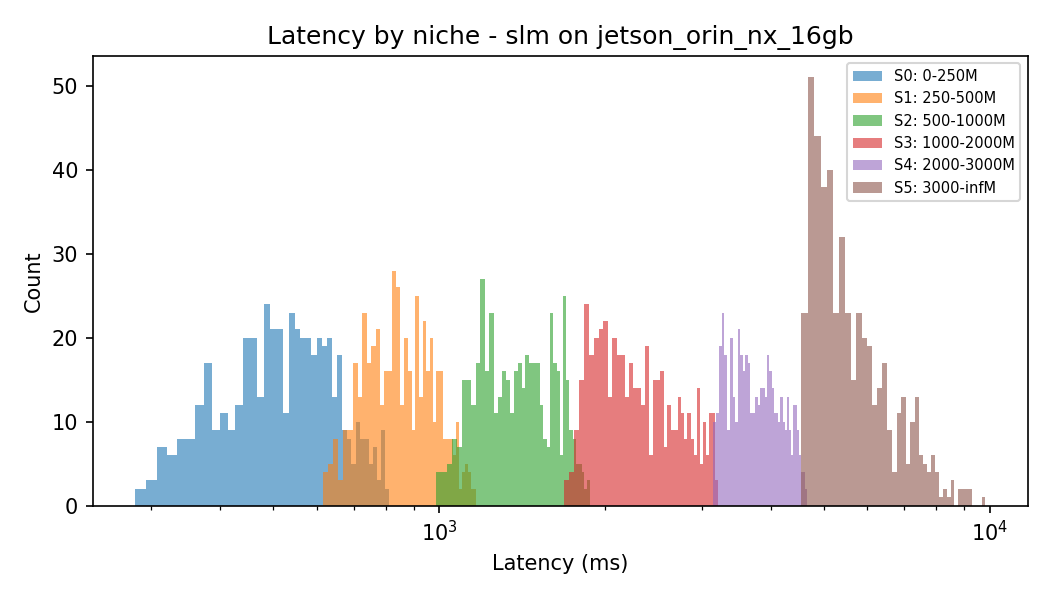 Latency by niche - slm on jetson_orin_nx_16gb
50
40
30
20
10
0
Count
S0: 0-250M
S1: 250-500M
S2: 500-1000M
S3: 1000-2000M
S4: 2000-3000M
S5: 3000-infM
10³
10⁴
Latency (ms)